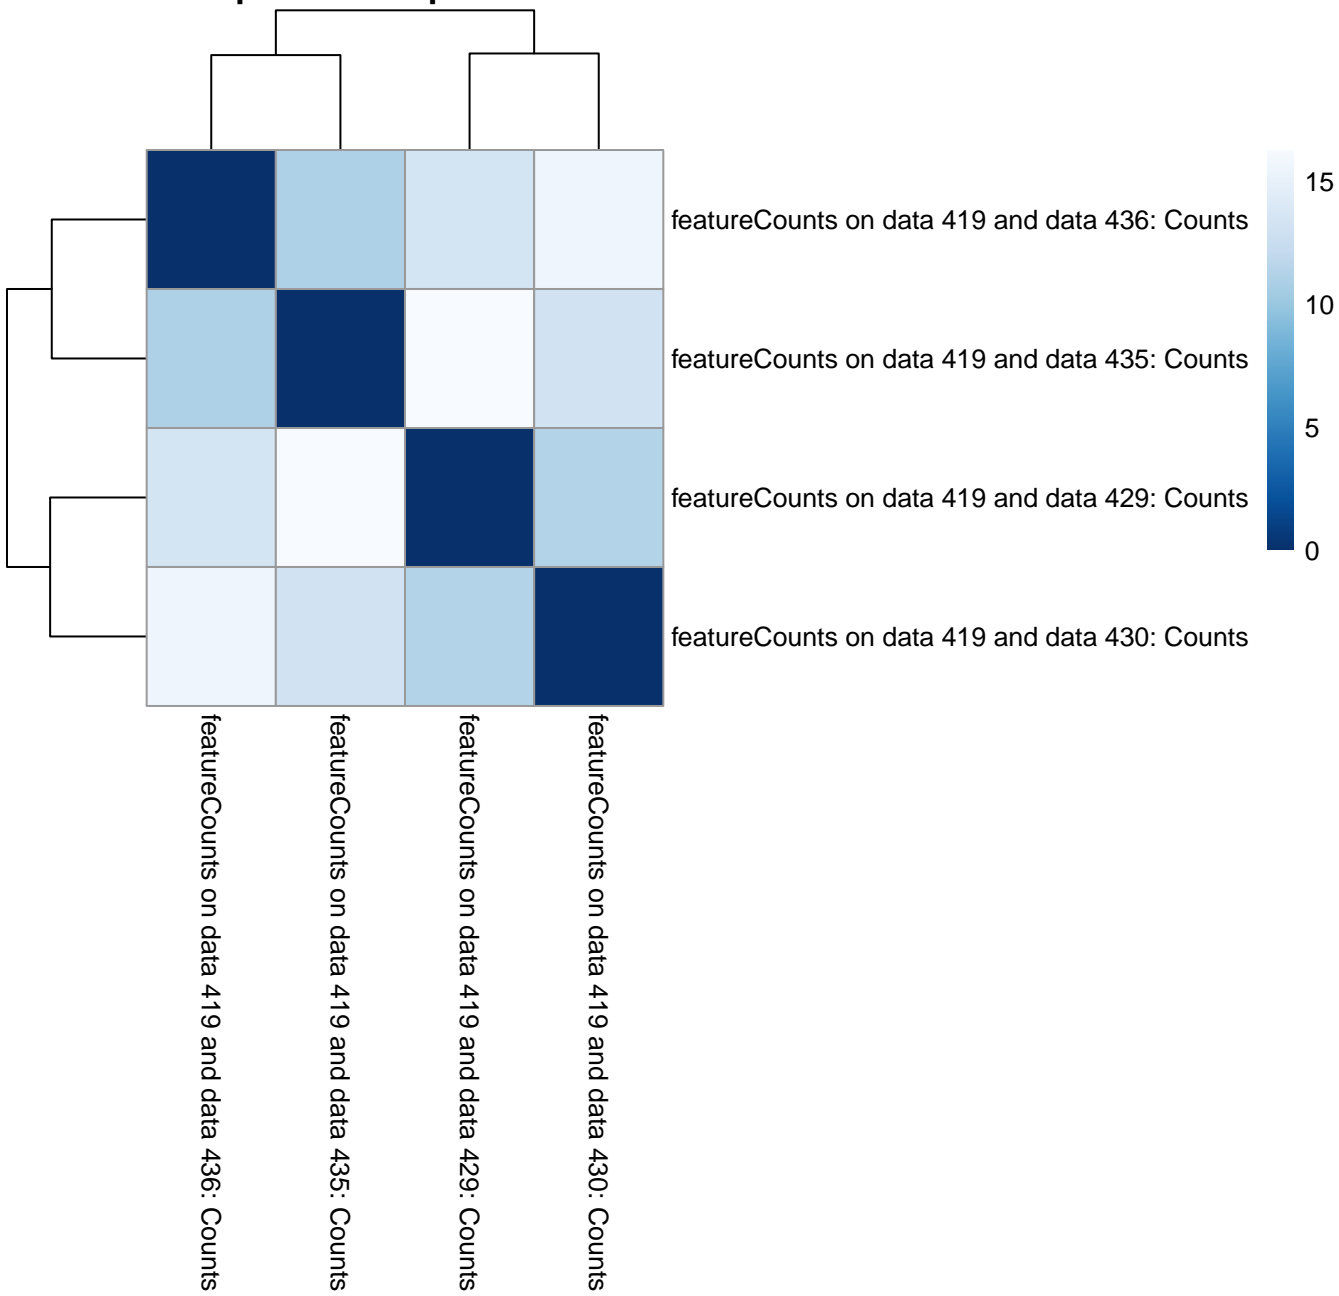 featureCounts on data 419 and data 436: Counts
featureCounts on data 419 and data 435: Counts
featureCounts on data 419 and data 429: Counts
featureCounts on data 419 and data 430: Counts
15
10
5
0
featureCounts on data 419 and data 436: Counts
featureCounts on data 419 and data 435: Counts
featureCounts on data 419 and data 429: Counts
featureCounts on data 419 and data 430: Counts